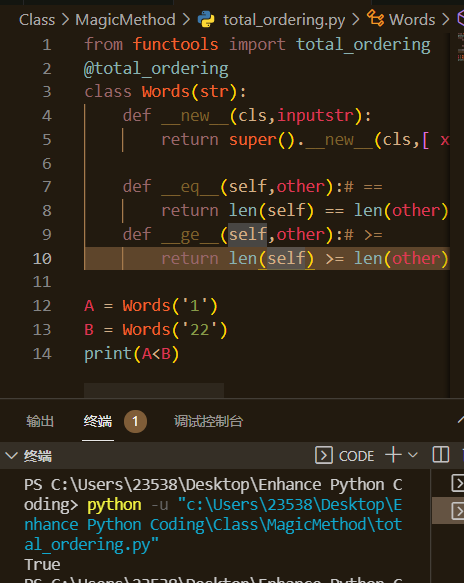 Class > MagicMethod > total_ordering.py > Words >
1 from functools import total_ordering
2 @total_ordering
3 class Words(str):
4 def __new__(cls,inputstr):
5 return super().__new__(cls,[ x
6
7 def __eq__(self,other):# ==
8 return len(self) == len(other)
9 def __ge__(self,other):# >=
10 return len(self) >= len(other)
11
12 A = Words('1')
13 B = Words('22')
14 print(A<B)
输出 终端 1 调试控制台
终端 CODE
PS C:\Users\23538\Desktop\Enhance Python C
oding> python -u "c:\Users\23538\Desktop\E
nhance Python Coding\Class\MagicMethod\tot
al_ordering.py"
True
PS C:\Users\23538\Desktop\Enhance Python C